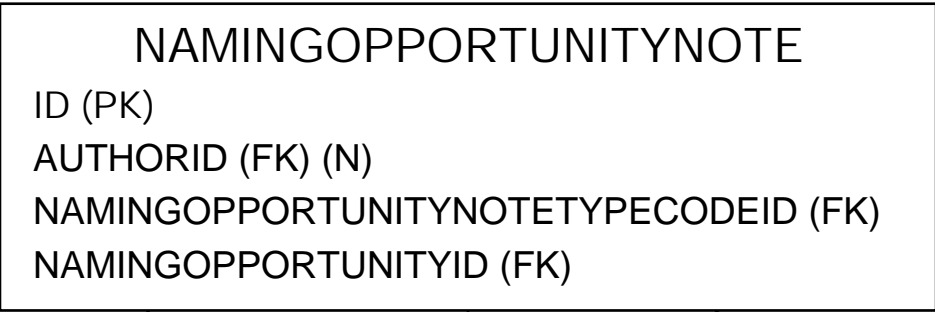 NAMINGOPPORTUNITYNOTE
ID (PK)
AUTHORID (FK) (N)
NAMINGOPPORTUNITYNOTETYPECODEID (FK)
NAMINGOPPORTUNITYID (FK)